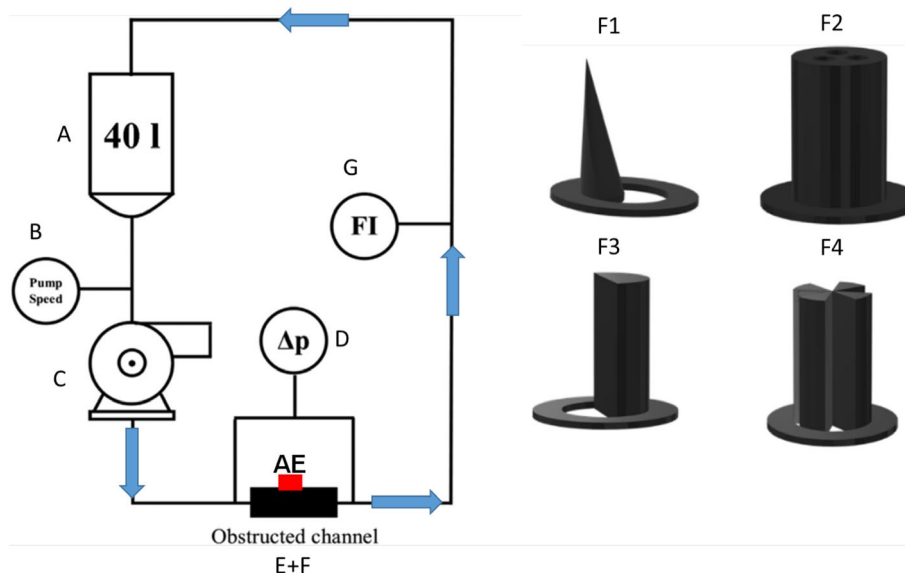 F1
F2
A
40 l
G
FI
B
Pump
Speed
F3
F4
Δp
D
C
AE
Obstructed channel
E+F